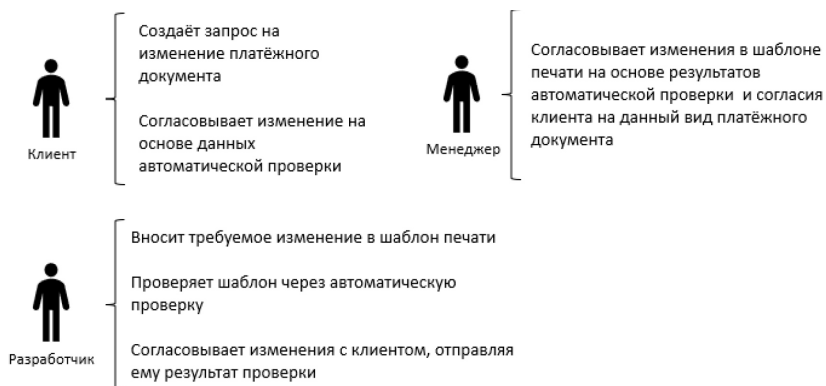 Создаёт запрос на
изменение платёжного
документа
Согласовывает изменение на
основе данных
автоматической проверки
Клиент
Согласовывает изменения в шаблоне
печати на основе результатов
автоматической проверки и согласия
клиента на данный вид платёжного
документа
Менеджер
Вносит требуемое изменение в шаблон печати
Проверяет шаблон через автоматическую
проверку
Согласовывает изменения с клиентом, отправляя
ему результат проверки
Разработчик